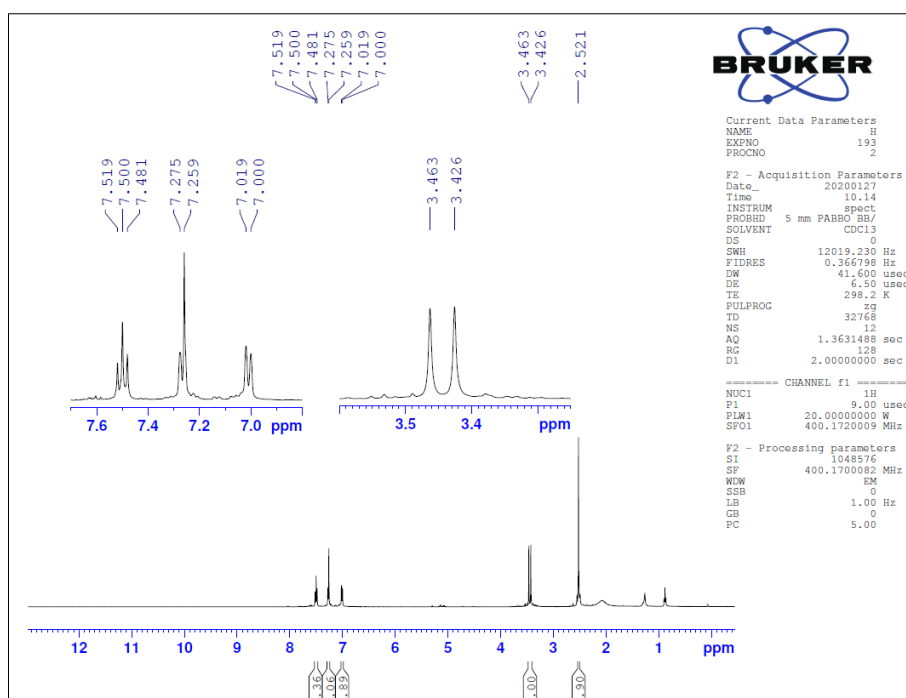 7.519
7.500
7.481
7.275
7.259
7.019
7.000
3.463
3.426
2.521
BRUKER
7.519
7.500
7.481
7.275
7.259
7.019
7.000
3.463
3.426
7.6 7.4 7.2 7.0 ppm
3.5 3.4 ppm
Current Data Parameters
NAME H
EXPNO 193
PROCNO 2
F2 - Acquisition Parameters
Date_ 20200127
Time 10.14
INSTRUM spect
PROBHD 5 mm PABBO BB/
SOLVENT CDCl3
DS 0
SWH 12019.230 Hz
FIDRES 0.366798 Hz
DW 41.600 usec
DE 6.50 usec
TE 298.2 K
PULPROG zg
TD 32768
NS 12
AQ 1.3631488 sec
RG 128
D1 2.00000000 sec
======== CHANNEL f1 ========
NUC1 1H
P1 9.00 usec
PLW1 20.00000000 W
SFO1 400.1720009 MHz
F2 - Processing parameters
SI 1048576
SF 400.1700082 MHz
WDW EM
SSB 0
LB 1.00 Hz
GB 0
PC 5.00
12 11 10 9 8 7 6 5 4 3 2 1 ppm
.36
.06
.89
.00
.90